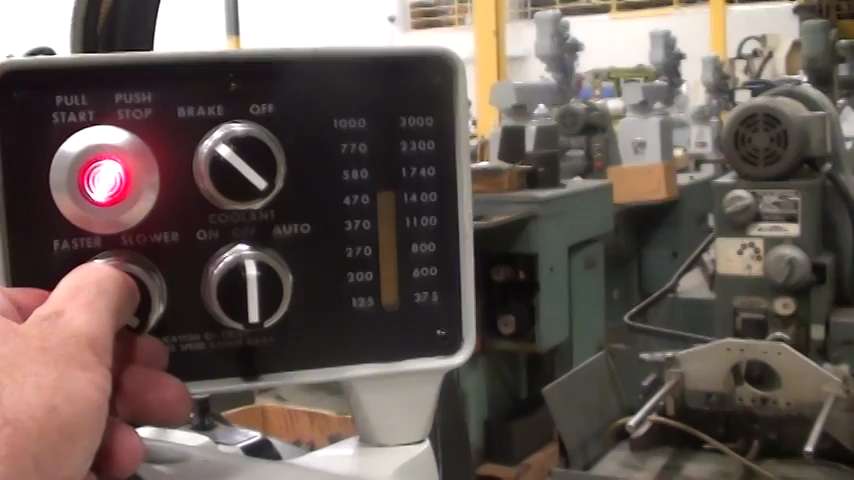 PULL PUSH
START STOP
BRAKE OFF
FASTER SLOWER
COOLANT
ON OFF AUTO
1000 3000
770 2300
580 1740
470 1400
370 1100
270 800
200 600
125 375